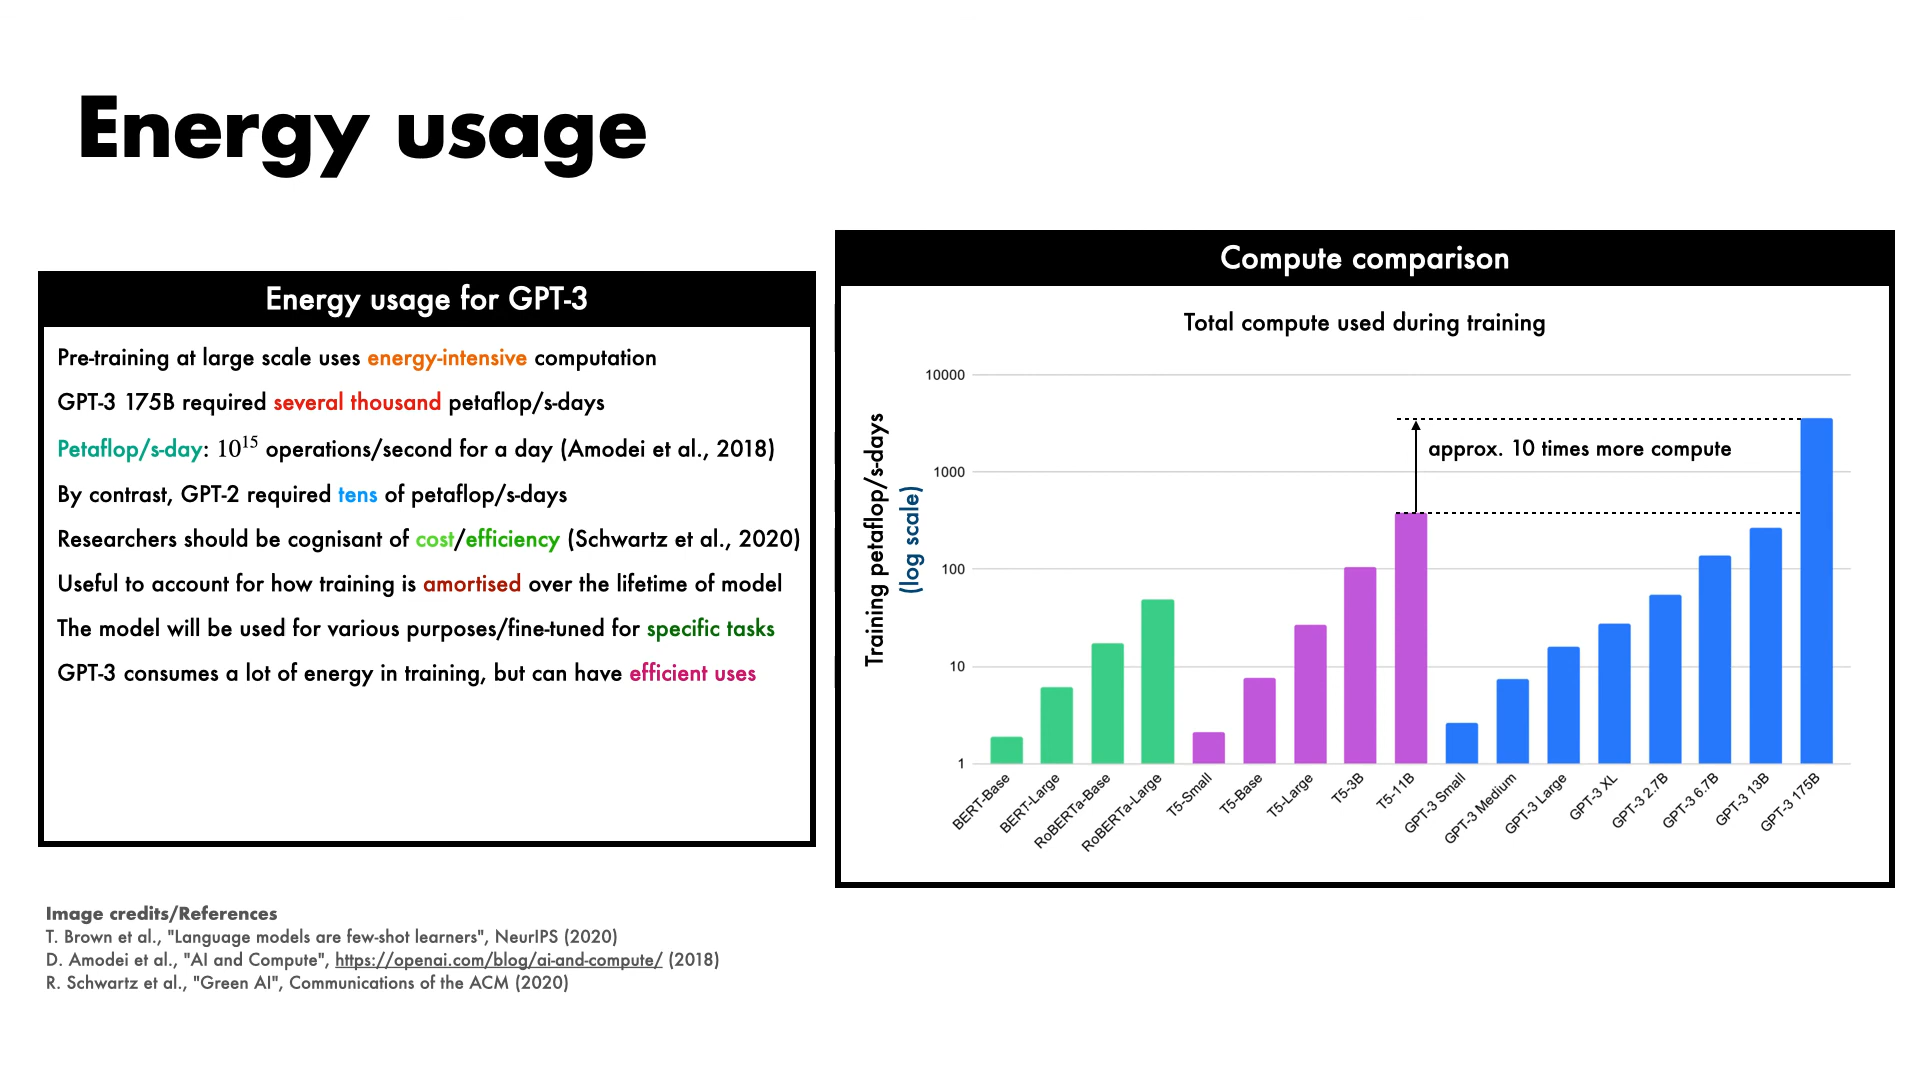 Energy usage
Energy usage for GPT-3
Pre-training at large scale uses energy-intensive computation
GPT-3 175B required several thousand petaflop/s-days
Petaflop/s-day: 10^15 operations/second for a day (Amodei et al., 2018)
By contrast, GPT-2 required tens of petaflop/s-days
Researchers should be cognisant of cost/efficiency (Schwartz et al., 2020)
Useful to account for how training is amortised over the lifetime of model
The model will be used for various purposes/fine-tuned for specific tasks
GPT-3 consumes a lot of energy in training, but can have efficient uses
Compute comparison
Total compute used during training
Training petaflop/s-days
(log scale)
10000
1000
100
10
1
approx. 10 times more compute
BERT-Base
BERT-Large
RoBERTa-Base
RoBERTa-Large
T5-Small
T5-Base
T5-Large
T5-3B
T5-11B
GPT-3 Small
GPT-3 Medium
GPT-3 Large
GPT-3 XL
GPT-3 2.7B
GPT-3 6.7B
GPT-3 13B
GPT-3 175B
Image credits/References
T. Brown et al., "Language models are few-shot learners", NeurIPS (2020)
D. Amodei et al., "AI and Compute", https://openai.com/blog/ai-and-compute/ (2018)
R. Schwartz et al., "Green AI", Communications of the ACM (2020)